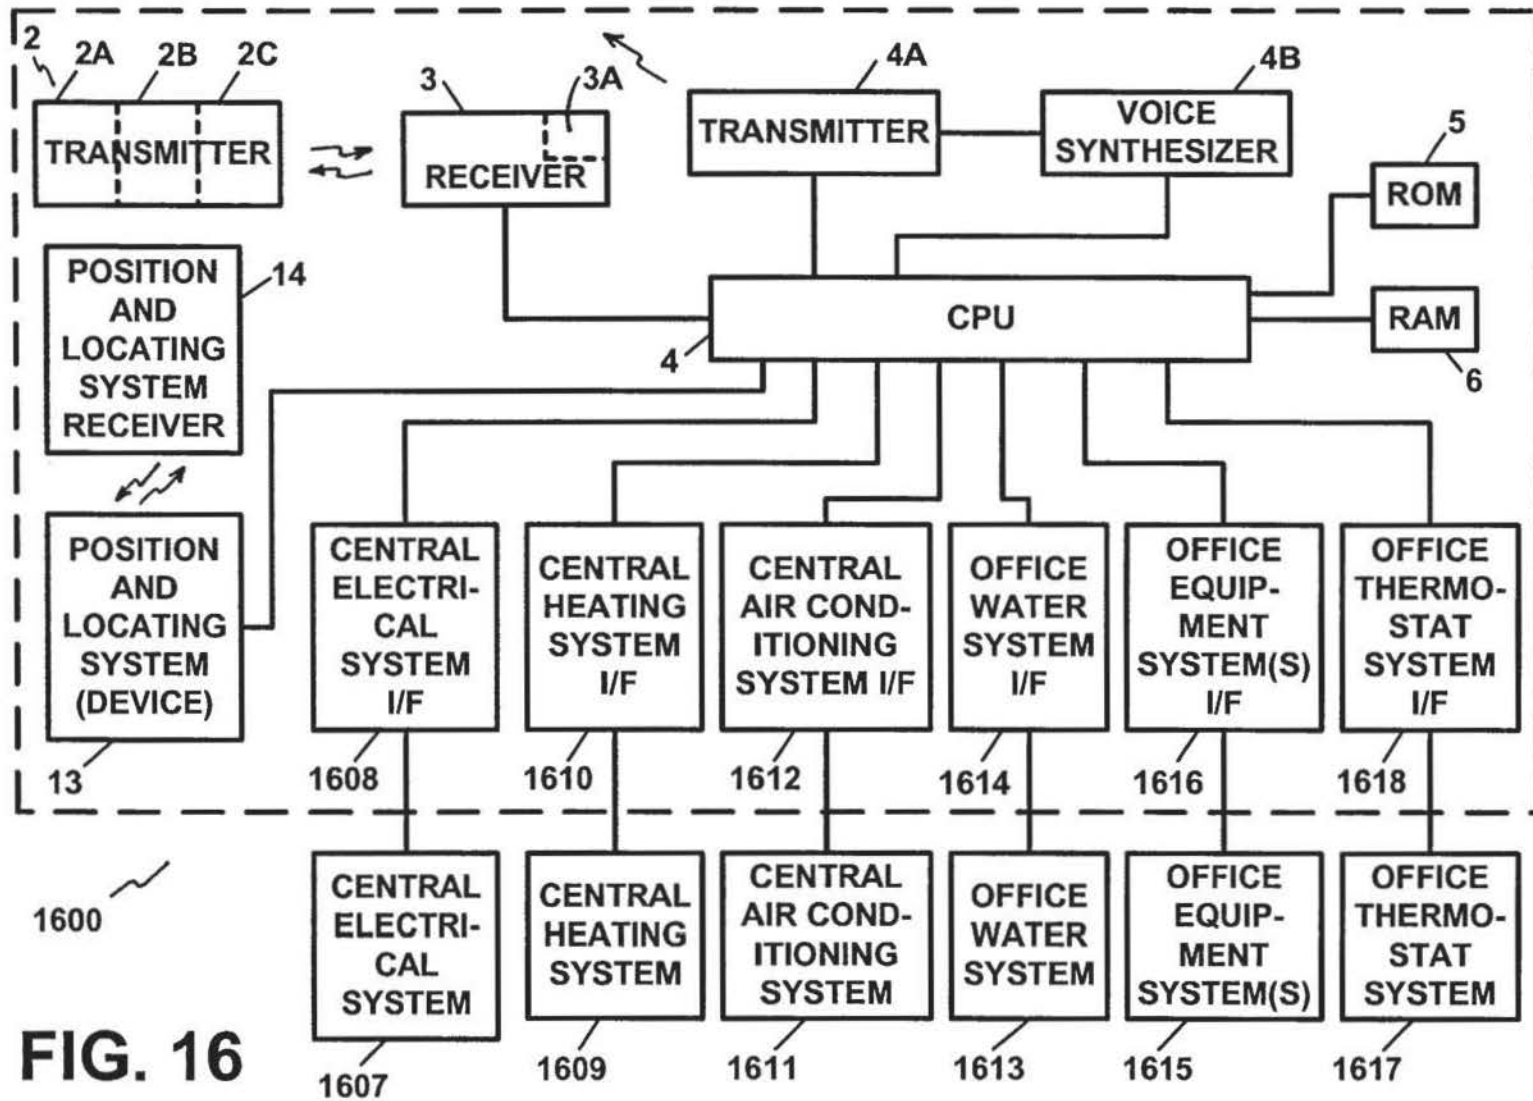 2
2A
2B
2C
TRANSMITTER
3
3A
RECEIVER
4A
TRANSMITTER
4B
VOICE
SYNTHESIZER
5
ROM
POSITION
AND
LOCATING
SYSTEM
RECEIVER
14
CPU
4
RAM
6
POSITION
AND
LOCATING
SYSTEM
(DEVICE)
13
CENTRAL
ELECTRI-
CAL
SYSTEM
I/F
1608
CENTRAL
HEATING
SYSTEM
I/F
1610
CENTRAL
AIR COND-
ITIONING
SYSTEM I/F
1612
OFFICE
WATER
SYSTEM
I/F
1614
OFFICE
EQUIP-
MENT
SYSTEM(S)
I/F
1616
OFFICE
THERMO-
STAT
SYSTEM
I/F
1618
1600
CENTRAL
ELECTRI-
CAL
SYSTEM
1607
CENTRAL
HEATING
SYSTEM
1609
CENTRAL
AIR COND-
ITIONING
SYSTEM
1611
OFFICE
WATER
SYSTEM
1613
OFFICE
EQUIP-
MENT
SYSTEM(S)
1615
OFFICE
THERMO-
STAT
SYSTEM
1617
FIG. 16